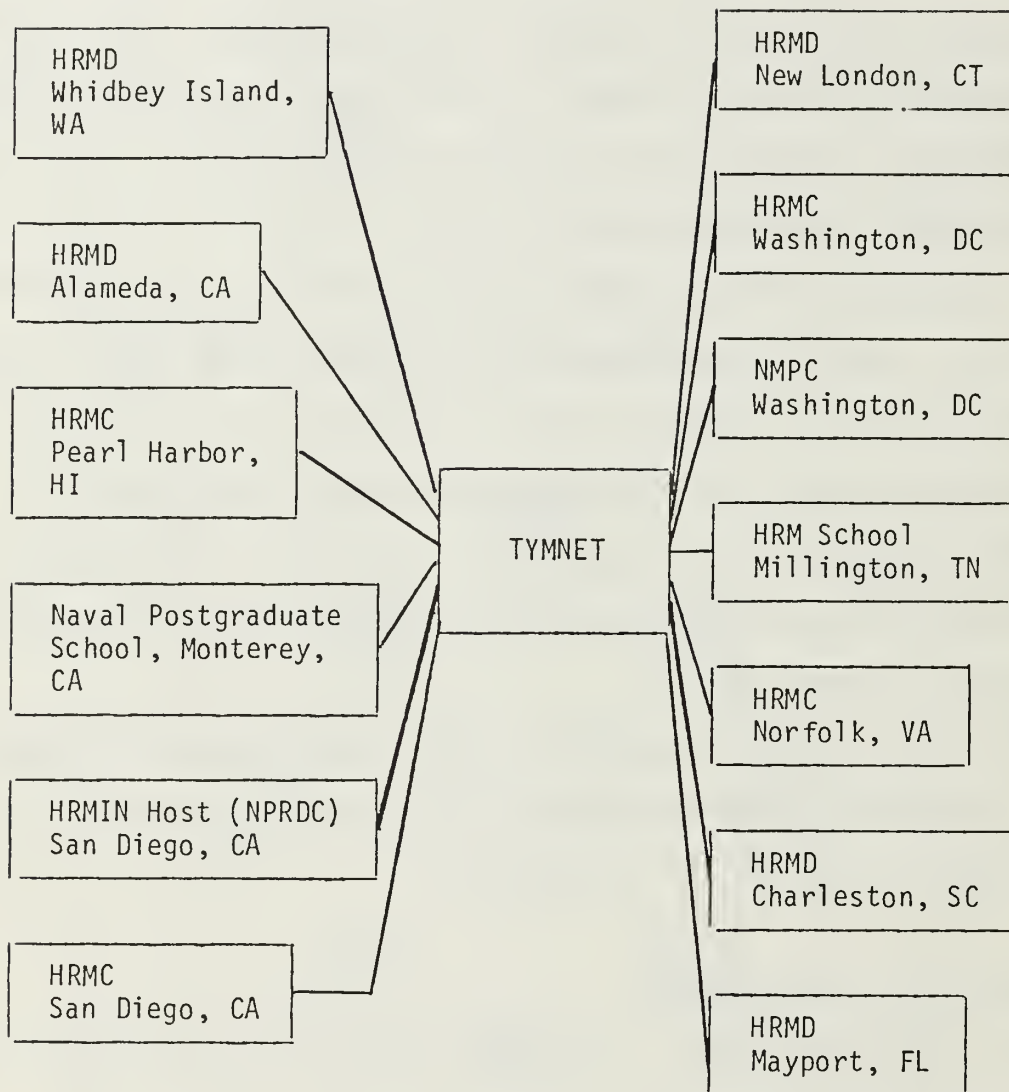 HRMD
Whidbey Island,
WA
HRMD
Alameda, CA
HRMC
Pearl Harbor,
HI
Naval Postgraduate
School, Monterey,
CA
HRMIN Host (NPRDC)
San Diego, CA
HRMC
San Diego, CA
TYMNET
HRMD
New London, CT
HRMC
Washington, DC
NMPC
Washington, DC
HRM School
Millington, TN
HRMC
Norfolk, VA
HRMD
Charleston, SC
HRMD
Mayport, FL